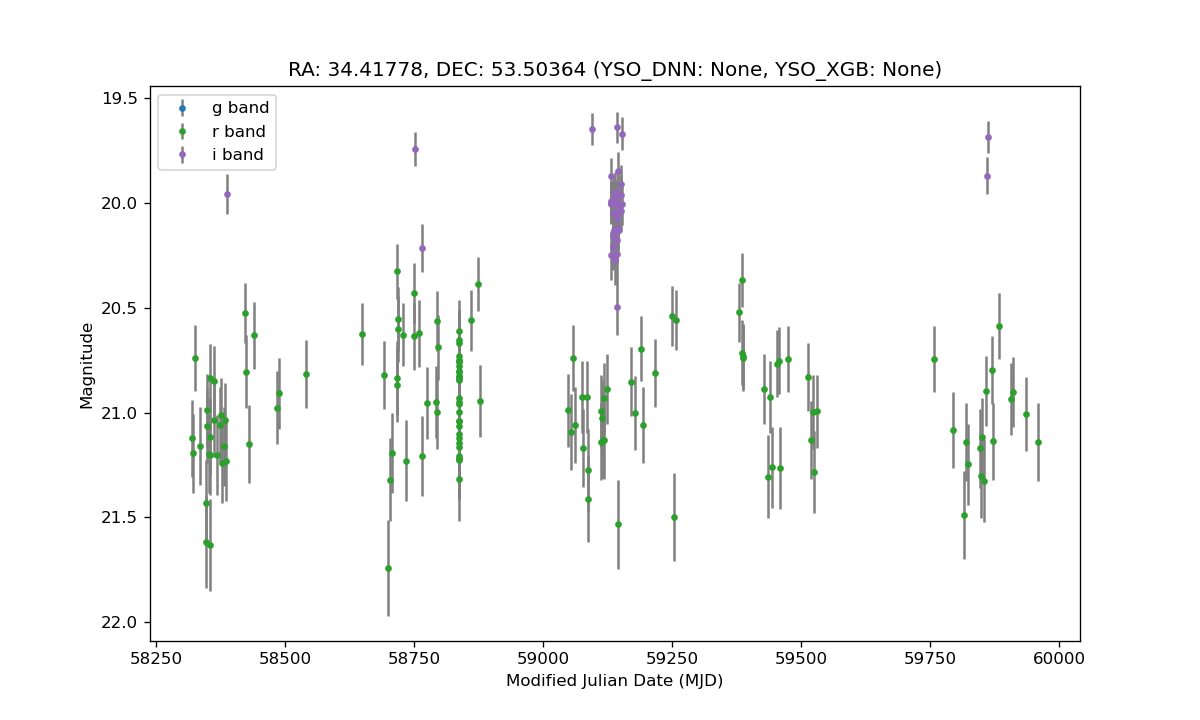 RA: 34.41778, DEC: 53.50364 (YSO_DNN: None, YSO_XGB: None)
g band
r band
i band
19.5
20.0
20.5
21.0
21.5
22.0
Magnitude
58250 58500 58750 59000 59250 59500 59750 60000
Modified Julian Date (MJD)